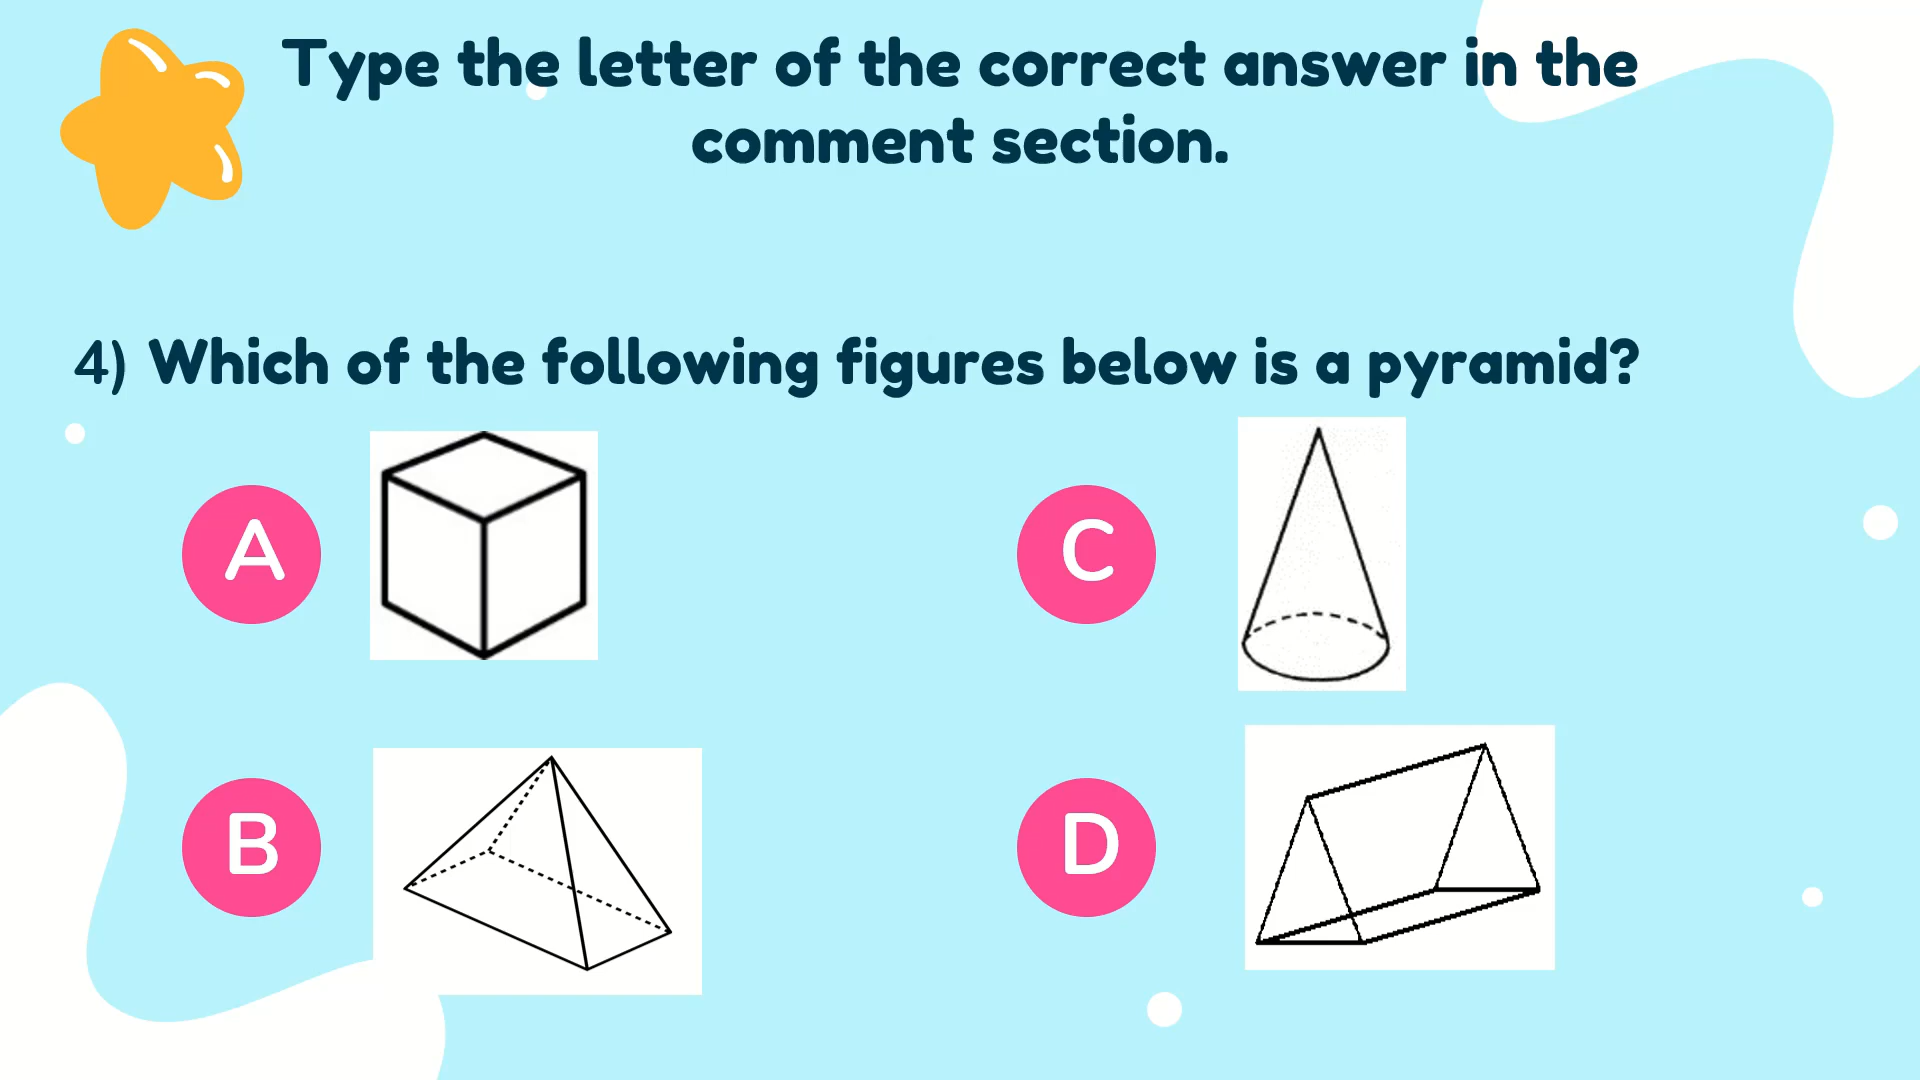 Type the letter of the correct answer in the
comment section.
4) Which of the following figures below is a pyramid?
A
C
B
D